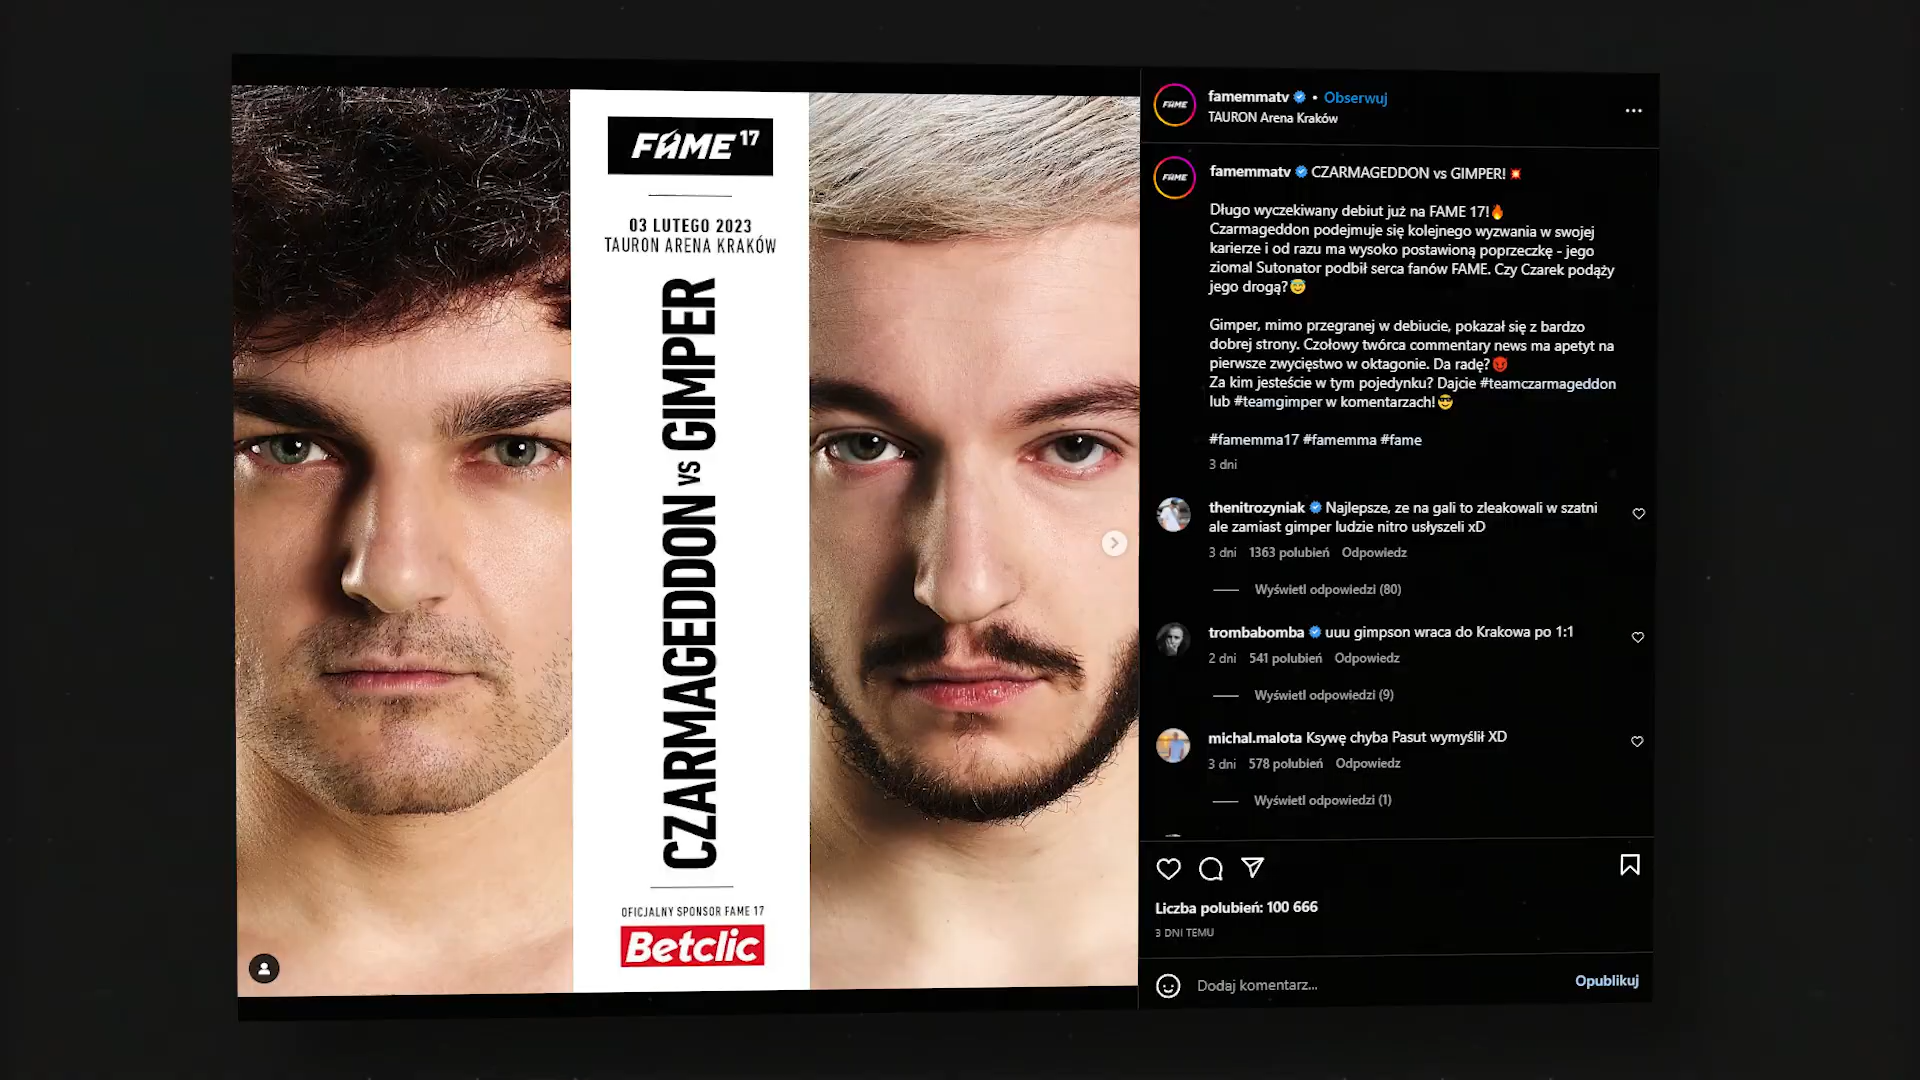 FAME 17
03 LUTEGO 2023
TAURON ARENA KRAKÓW
CZARMAGEDDON vs GIMPER
OFICJALNY SPONSOR FAME 17
Betclic
FAME
famemmatv • Obserwuj
TAURON Arena Kraków
FAME
famemmatv CZARMAGEDDON vs GIMPER!💥
Długo wyczekiwany debiut już na FAME 17!🔥
Czarmageddon podejmuje się kolejnego wyzwania w swojej
karierze i od razu ma wysoko postawioną poprzeczkę - jego
ziomal Sutonator podbił serca fanów FAME. Czy Czarek podąży
jego drogą?😇
Gimper, mimo przegranej w debiucie, pokazał się z bardzo
dobrej strony. Czołowy twórca commentary news ma apetyt na
pierwsze zwycięstwo w oktagonie. Da radę?😈
Za kim jesteście w tym pojedynku? Dajcie #teamczarmageddon
lub #teamgimper w komentarzach!😎
#famemma17 #famemma #fame
3 dni
thenitrozyniak Najlepsze, ze na gali to zleakowali w szatni
ale zamiast gimper ludzie nitro usłyszeli xD
3 dni 1363 polubień Odpowiedz
Wyświetl odpowiedzi (80)
trombabomba uuu gimpson wraca do Krakowa po 1:1
2 dni 541 polubień Odpowiedz
Wyświetl odpowiedzi (9)
michal.malota Ksywę chyba Pasut wymyślił XD
3 dni 578 polubień Odpowiedz
Wyświetl odpowiedzi (1)
Liczba polubień: 100 666
3 DNI TEMU
Dodaj komentarz...
Opublikuj